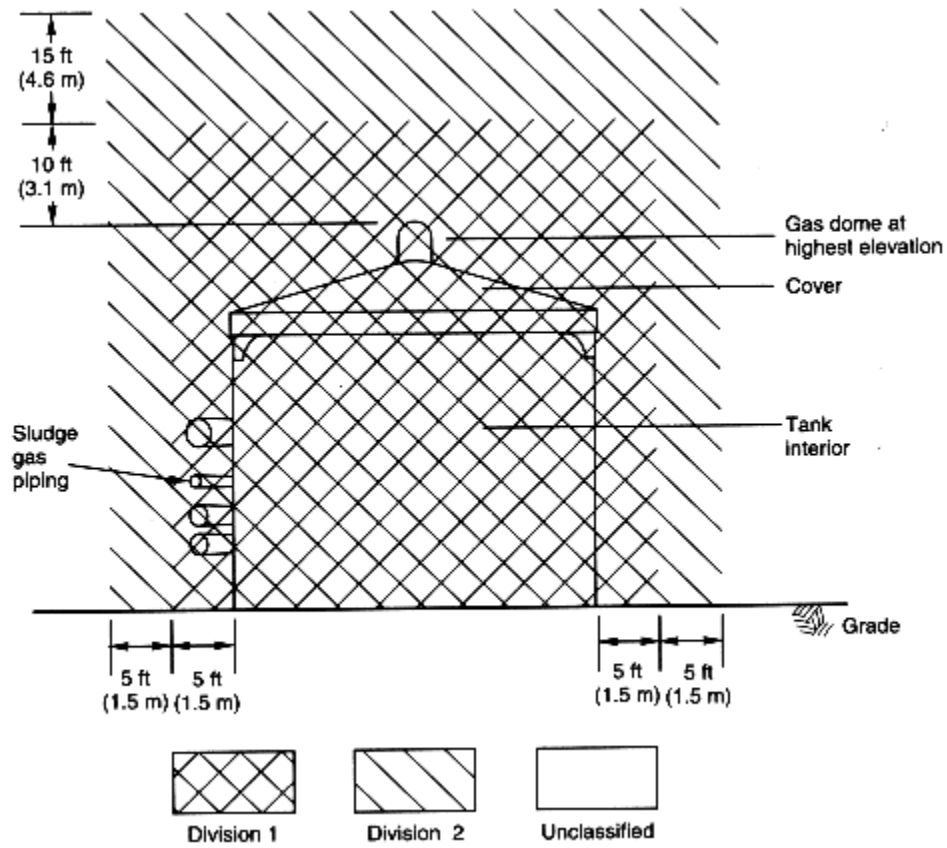 15 ft
(4.6 m)
10 ft
(3.1 m)
Gas dome at
highest elevation
Cover
Sludge
gas
piping
Tank
interior
Grade
5 ft
(1.5 m)
5 ft
(1.5 m)
5 ft
(1.5 m)
5 ft
(1.5 m)
Division 1
Division 2
Unclassified